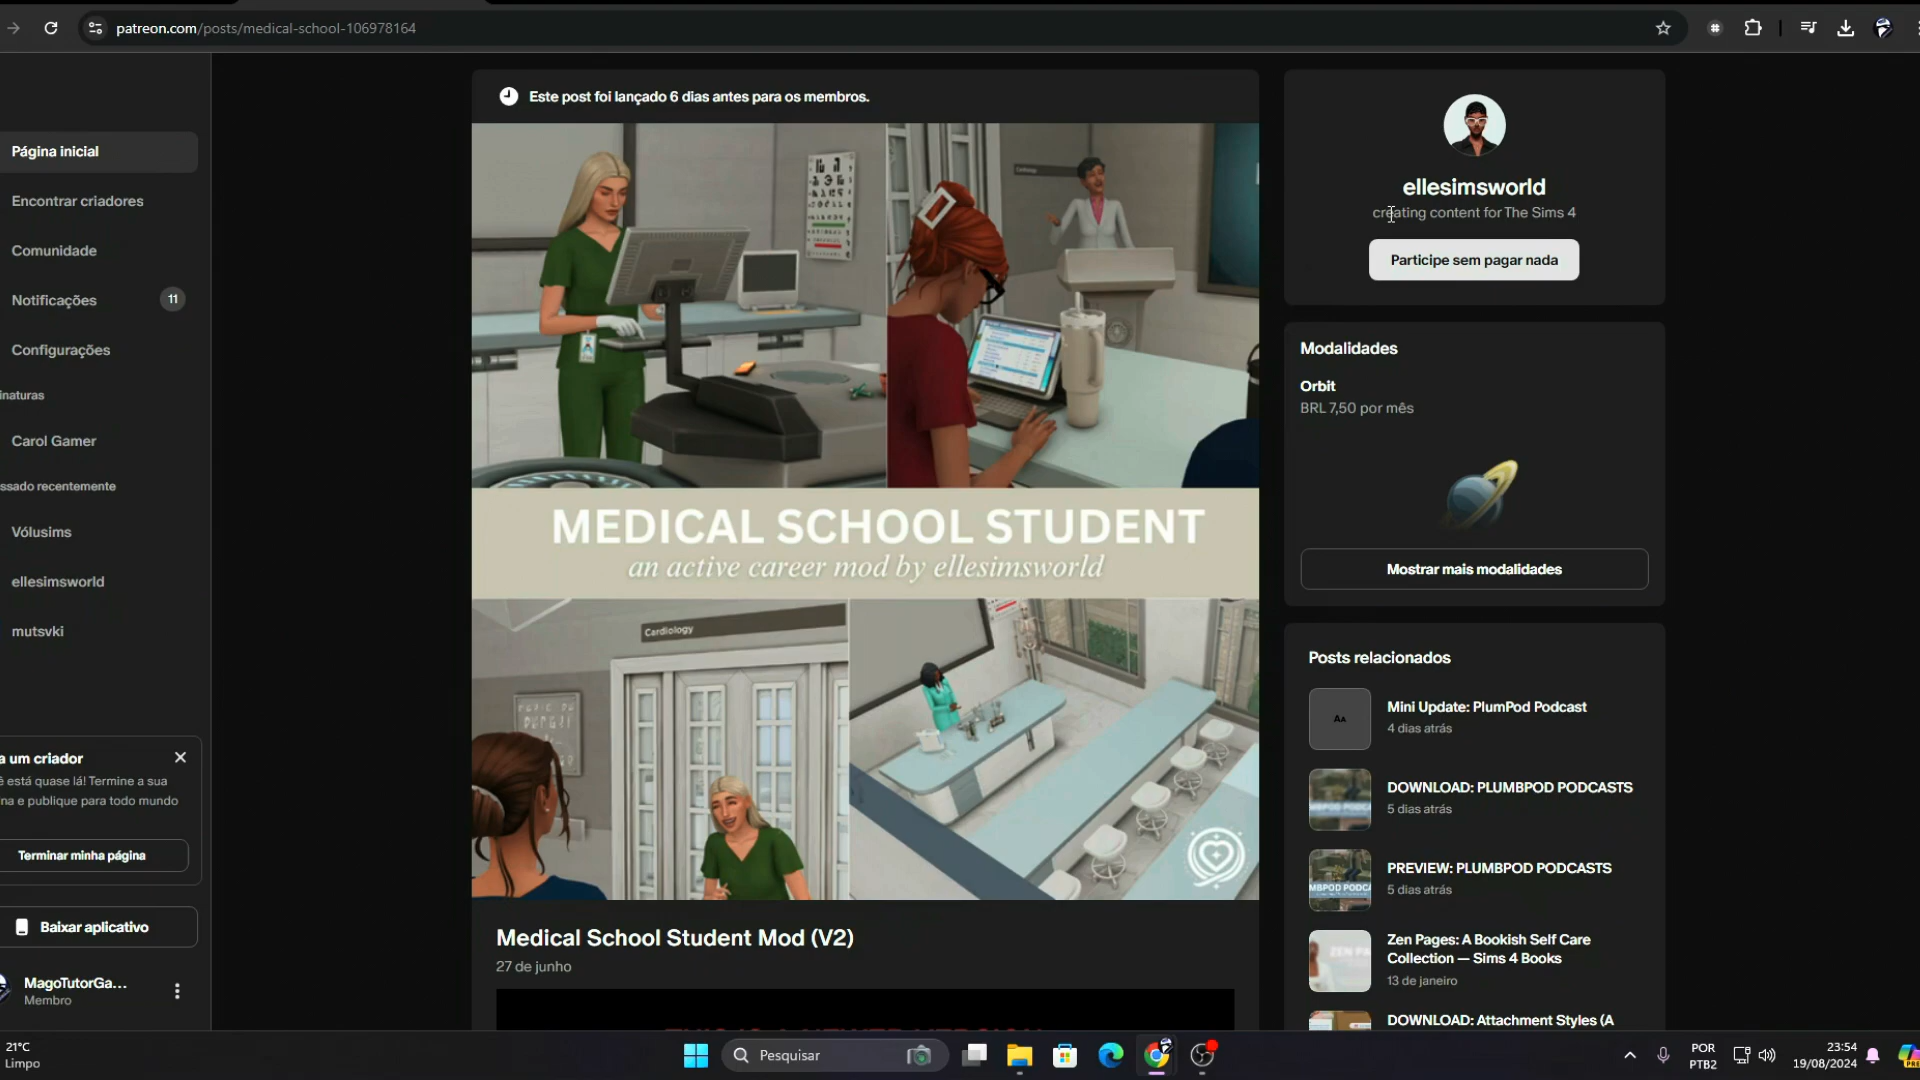 patreon.com/posts/medical-school-106978164
Página inicial
Encontrar criadores
Comunidade
Notificações
11
Configurações
inaturas
Carol Gamer
ssado recentemente
Vólusims
ellesimsworld
mutsvki
a um criador
ê está quase lá! Termine a sua
na e publique para todo mundo
Terminar minha página
Baixar aplicativo
MagoTutorGa...
Membro
Este post foi lançado 6 dias antes para os membros.
Cardiology
MEDICAL SCHOOL STUDENT
an active career mod by ellesimsworld
Cardiology
Medical School Student Mod (V2)
27 de junho
ellesimsworld
creating content for The Sims 4
Participe sem pagar nada
Modalidades
Orbit
BRL 7,50 por mês
Mostrar mais modalidades
Posts relacionados
AA
Mini Update: PlumPod Podcast
4 dias atrás
DOWNLOAD: PLUMBPOD PODCASTS
5 dias atrás
PREVIEW: PLUMBPOD PODCASTS
5 dias atrás
Zen Pages: A Bookish Self Care
Collection — Sims 4 Books
13 de janeiro
DOWNLOAD: Attachment Styles (A
21°C
Limpo
Pesquisar
POR
PTB2
23:54
19/08/2024